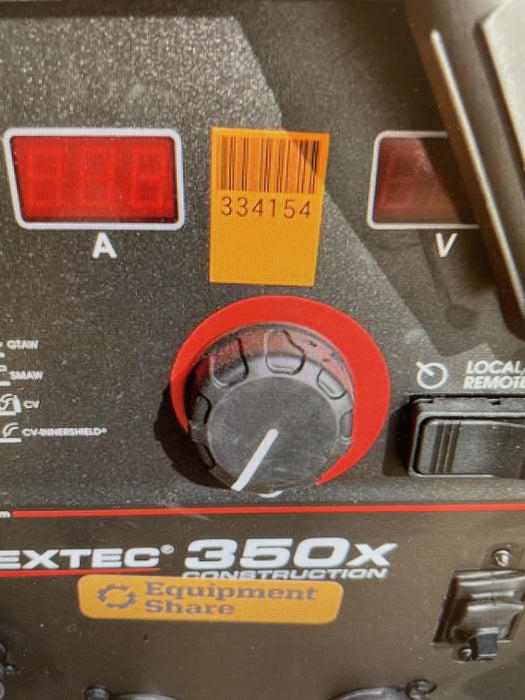 334154
A
V
GTAW
SMAW
CV
CV-INNERSHIELD®
LOCAL/
REMOTE
EXTEC® 350X
CONSTRUCTION
Equipment
Share